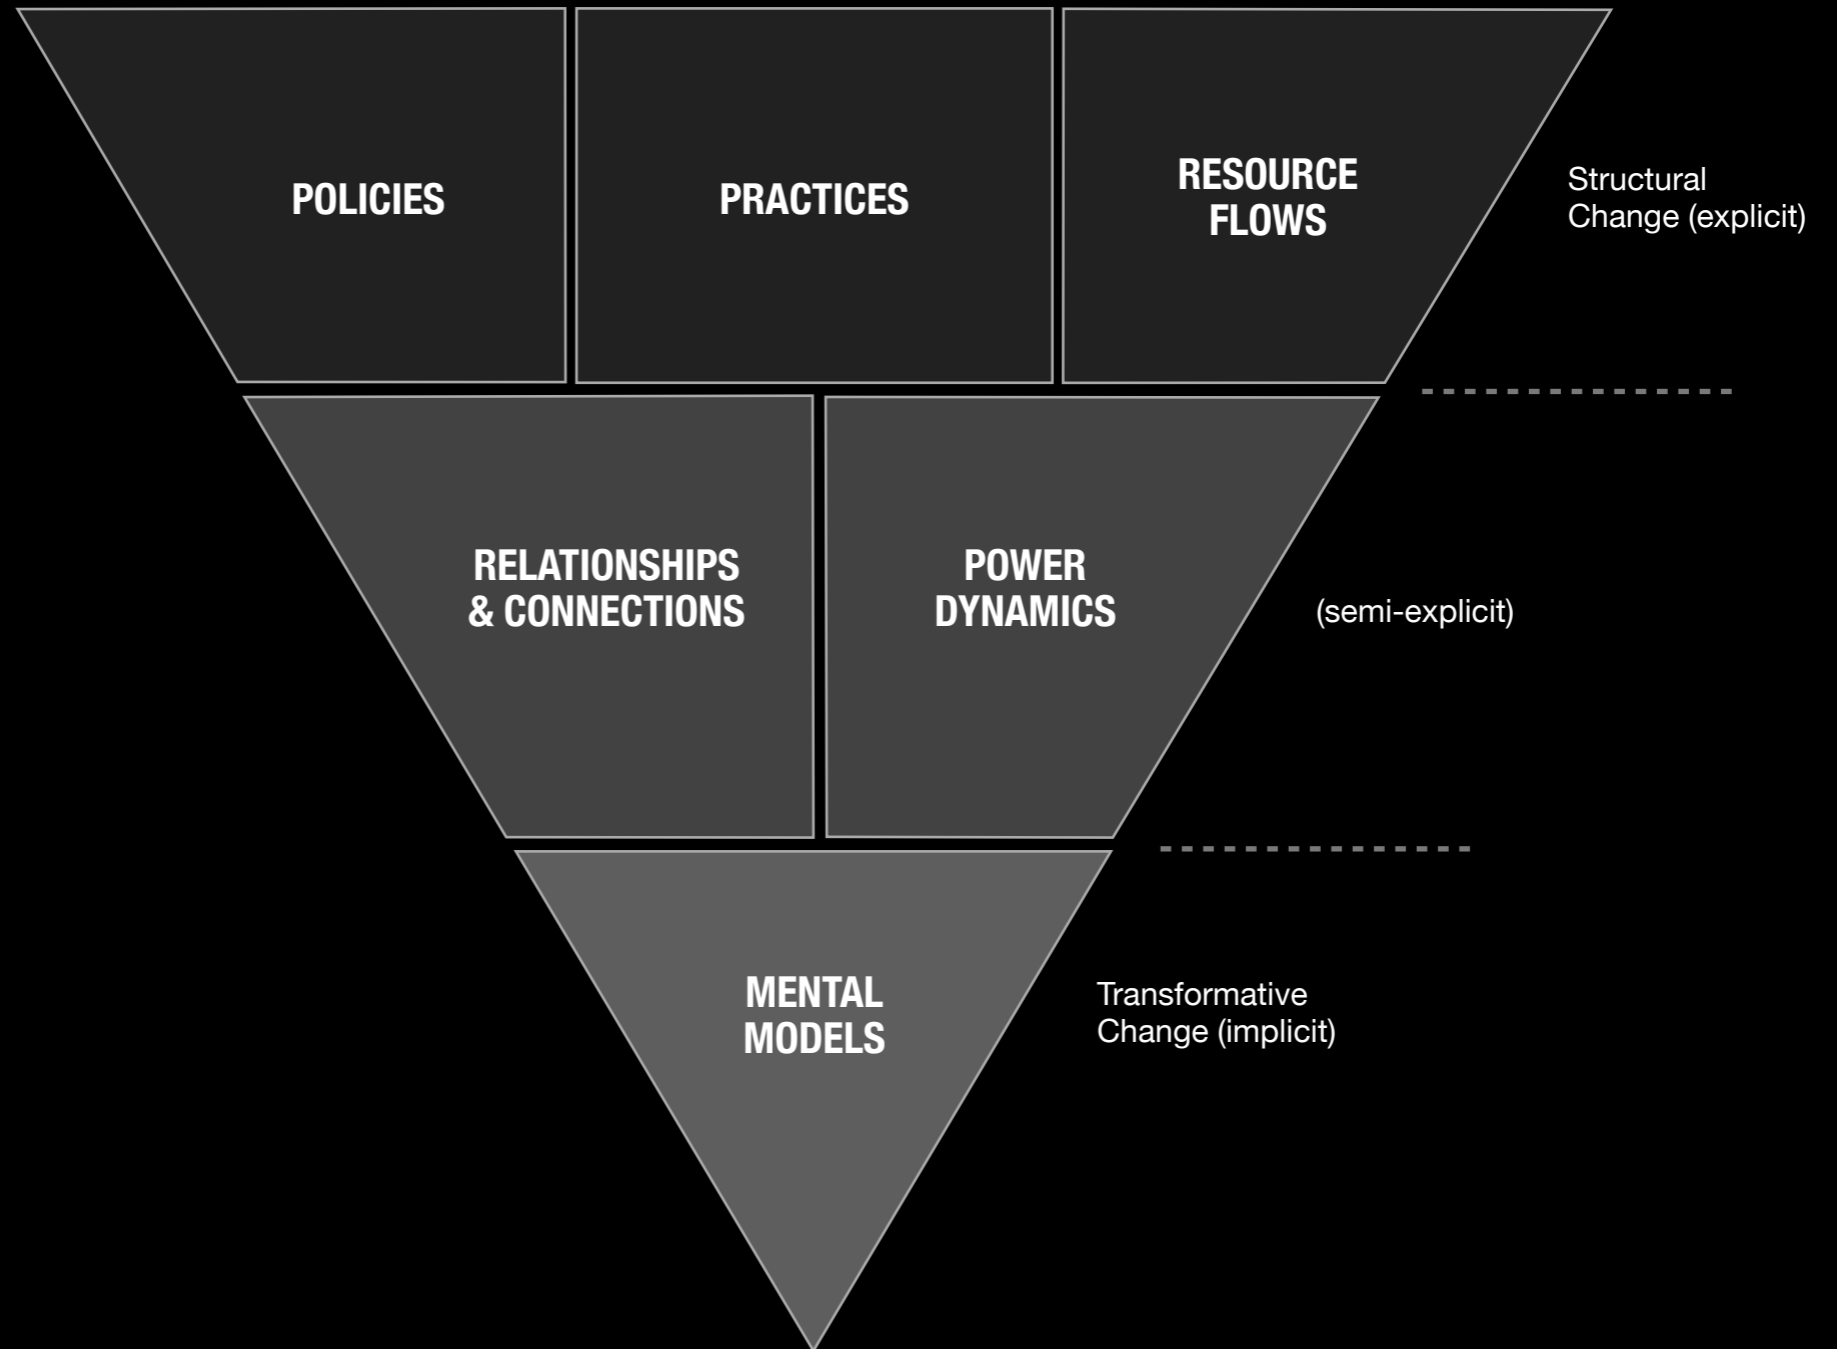 POLICIES
PRACTICES
RESOURCE
FLOWS
Structural
Change (explicit)
RELATIONSHIPS
& CONNECTIONS
POWER
DYNAMICS
(semi-explicit)
MENTAL
MODELS
Transformative
Change (implicit)